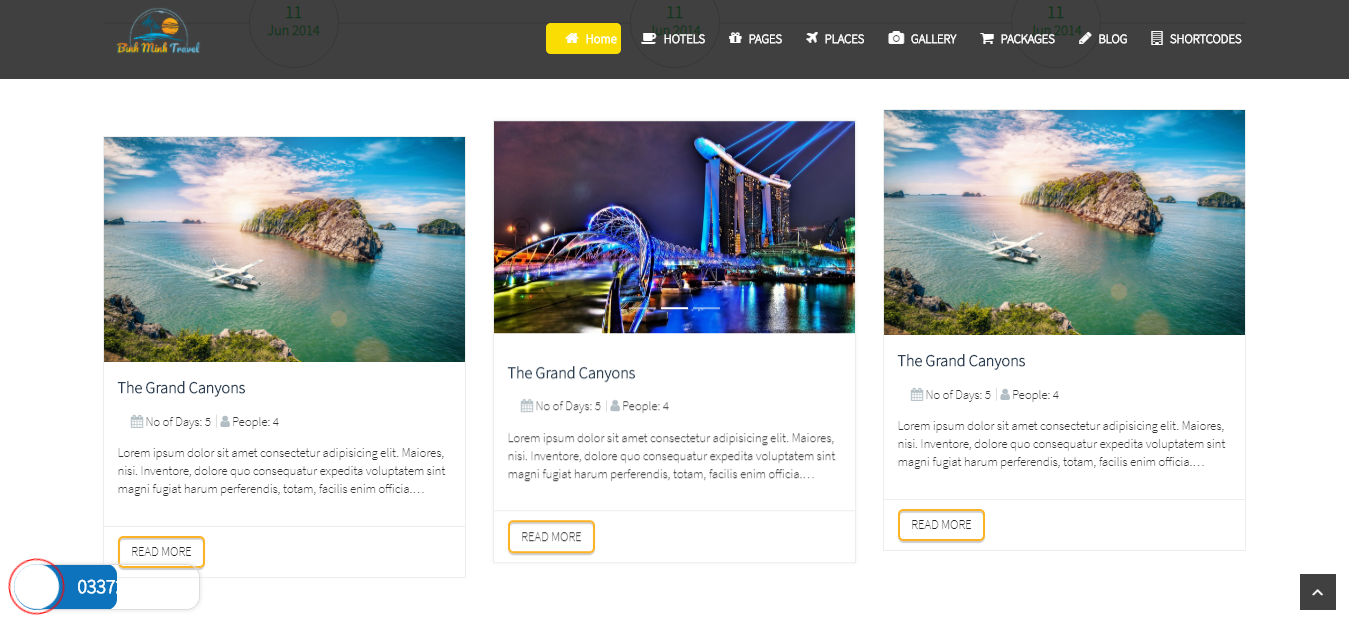 11
Jun 2014
11
Jun 2014
11
Jun 2014
Binh Minh Travel
Home
HOTELS
PAGES
PLACES
GALLERY
PACKAGES
BLOG
SHORTCODES
The Grand Canyons
No of Days: 5 | People: 4
Lorem ipsum dolor sit amet consectetur adipisicing elit. Maiores,
nisi. Inventore, dolore quo consequatur expedita voluptatem sint
magni fugiat harum perferendis, totam, facilis enim officia.…
READ MORE
The Grand Canyons
No of Days: 5 | People: 4
Lorem ipsum dolor sit amet consectetur adipisicing elit. Maiores,
nisi. Inventore, dolore quo consequatur expedita voluptatem sint
magni fugiat harum perferendis, totam, facilis enim officia.…
READ MORE
The Grand Canyons
No of Days: 5 | People: 4
Lorem ipsum dolor sit amet consectetur adipisicing elit. Maiores,
nisi. Inventore, dolore quo consequatur expedita voluptatem sint
magni fugiat harum perferendis, totam, facilis enim officia.…
READ MORE
0337